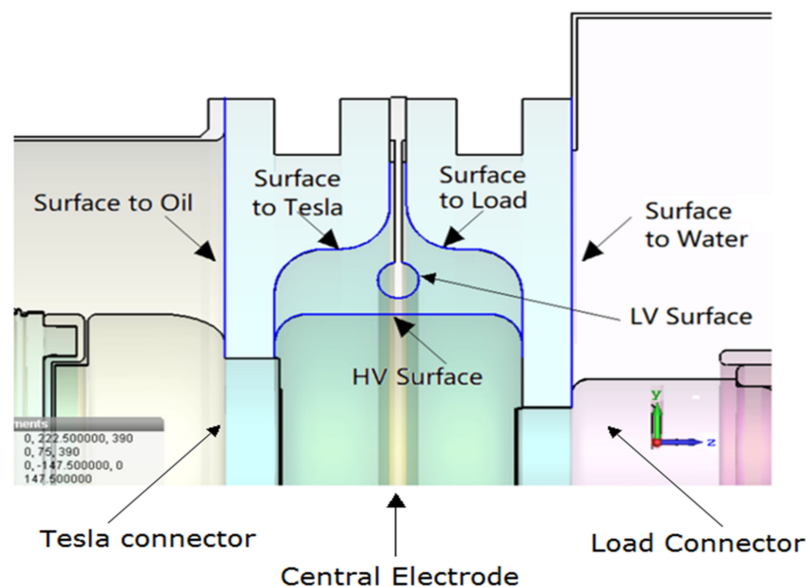 Surface
to Tesla
Surface
to Load
Surface to Oil
Surface
to Water
LV Surface
HV Surface
ments
0, 222.500000, 390
0, 75, 390
0, -147.500000, 0
147.500000
y
z
Tesla connector
Load Connector
Central Electrode